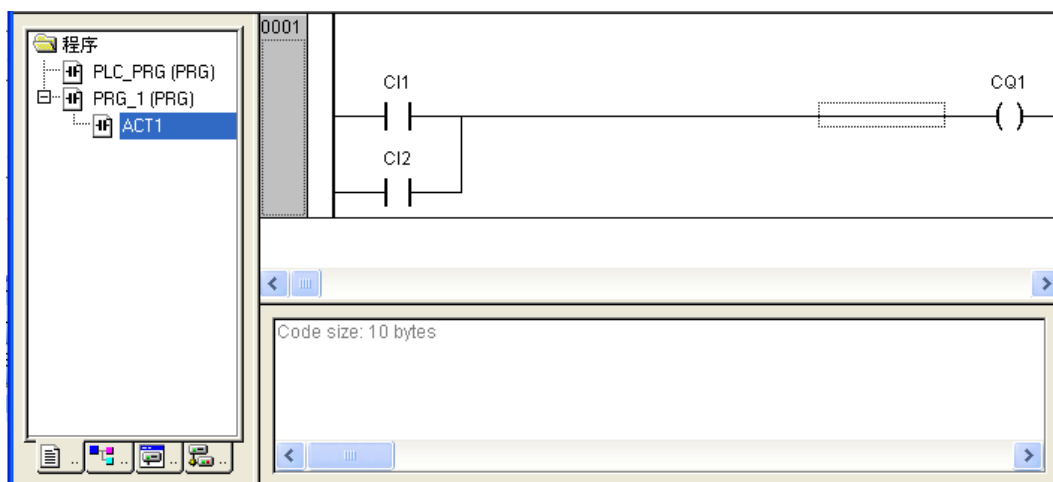 程序
PLC_PRG (PRG)
PRG_1 (PRG)
ACT1
0001
CI1
CQ1
CI2
Code size: 10 bytes